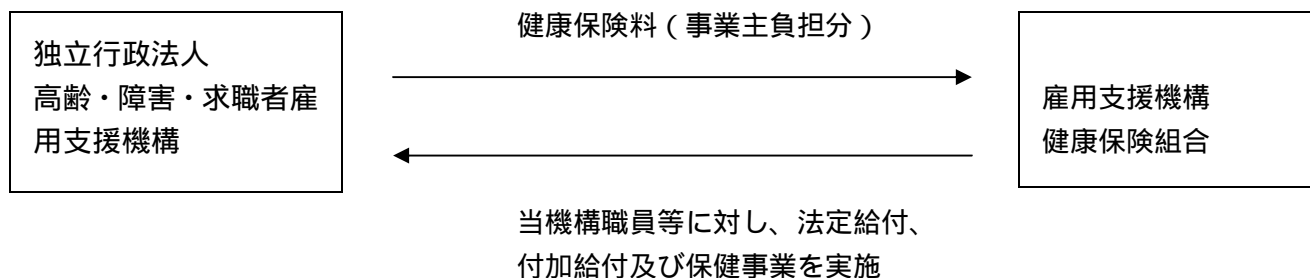 健康保険料（事業主負担分）
独立行政法人
高齢・障害・求職者雇
用支援機構
雇用支援機構
健康保険組合
当機構職員等に対し、法定給付、
付加給付及び保健事業を実施